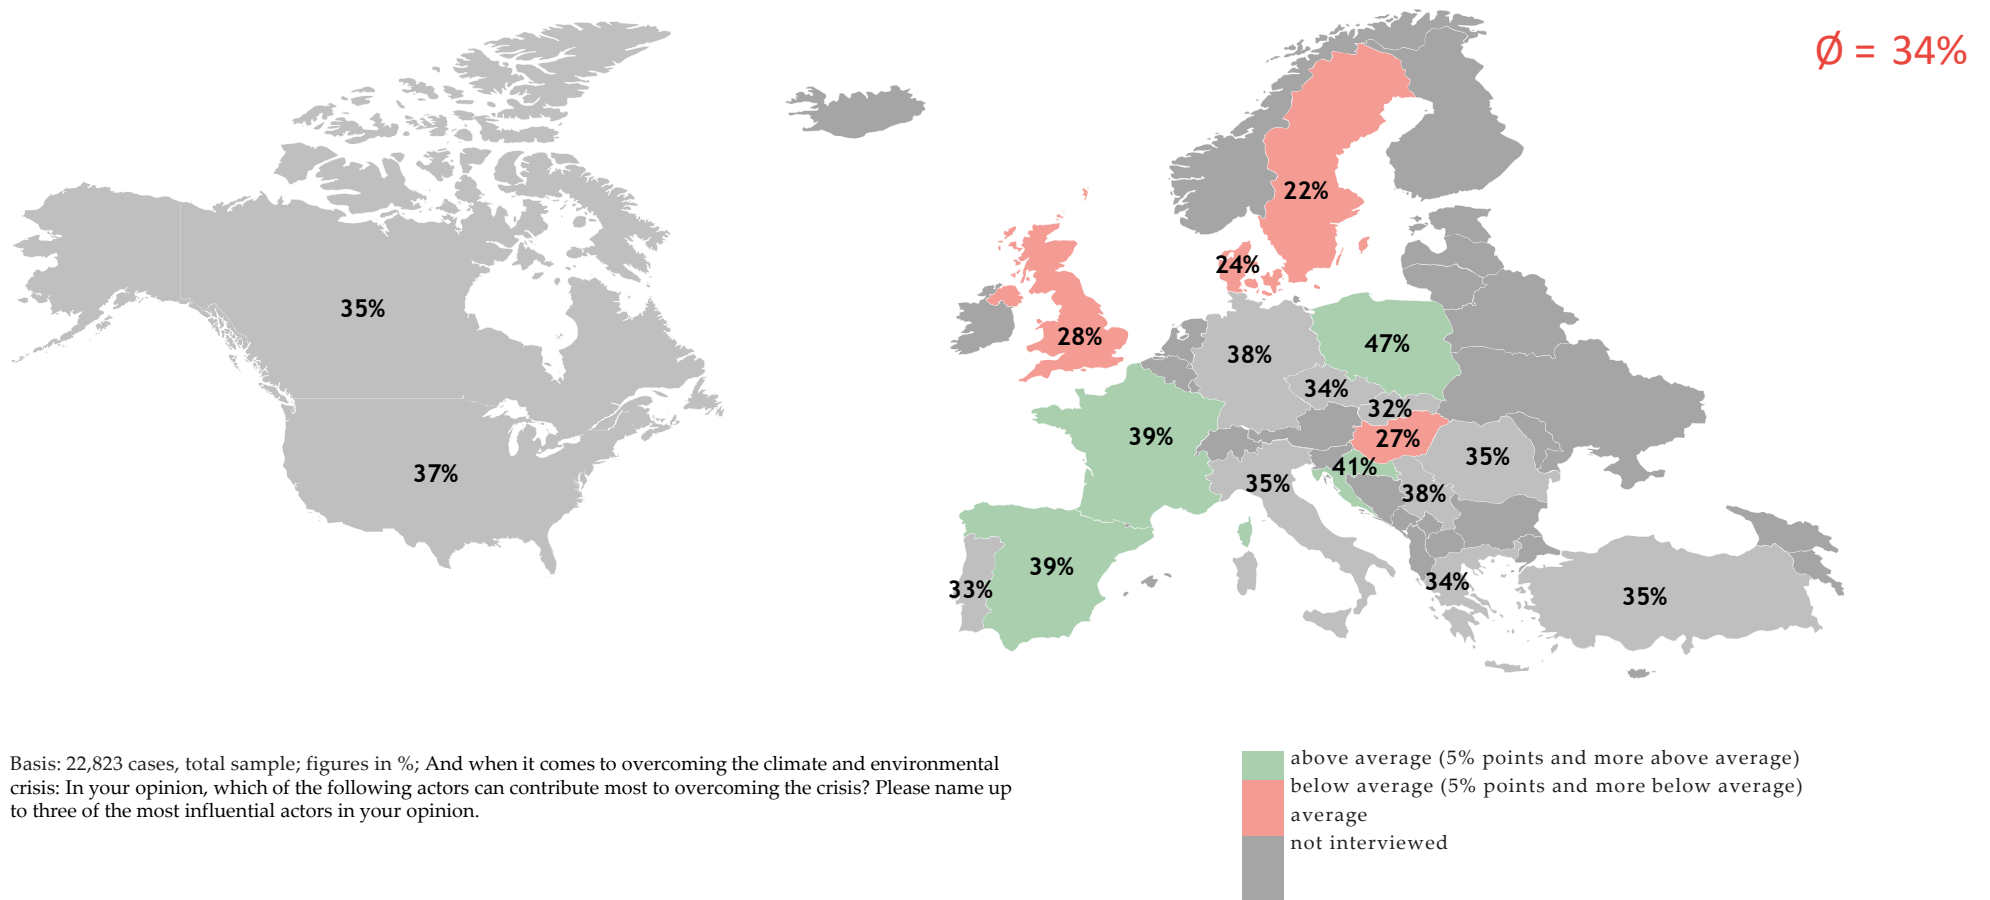 Ø = 34%
22%
24%
35%
28%
47%
38%
34%
32%
39%
27%
35%
41%
37%
35%
38%
39%
34%
33%
35%
Basis: 22,823 cases, total sample; figures in %; And when it comes to overcoming the climate and environmental
crisis: In your opinion, which of the following actors can contribute most to overcoming the crisis? Please name up
to three of the most influential actors in your opinion.
above average (5% points and more above average)
below average (5% points and more below average)
average
not interviewed